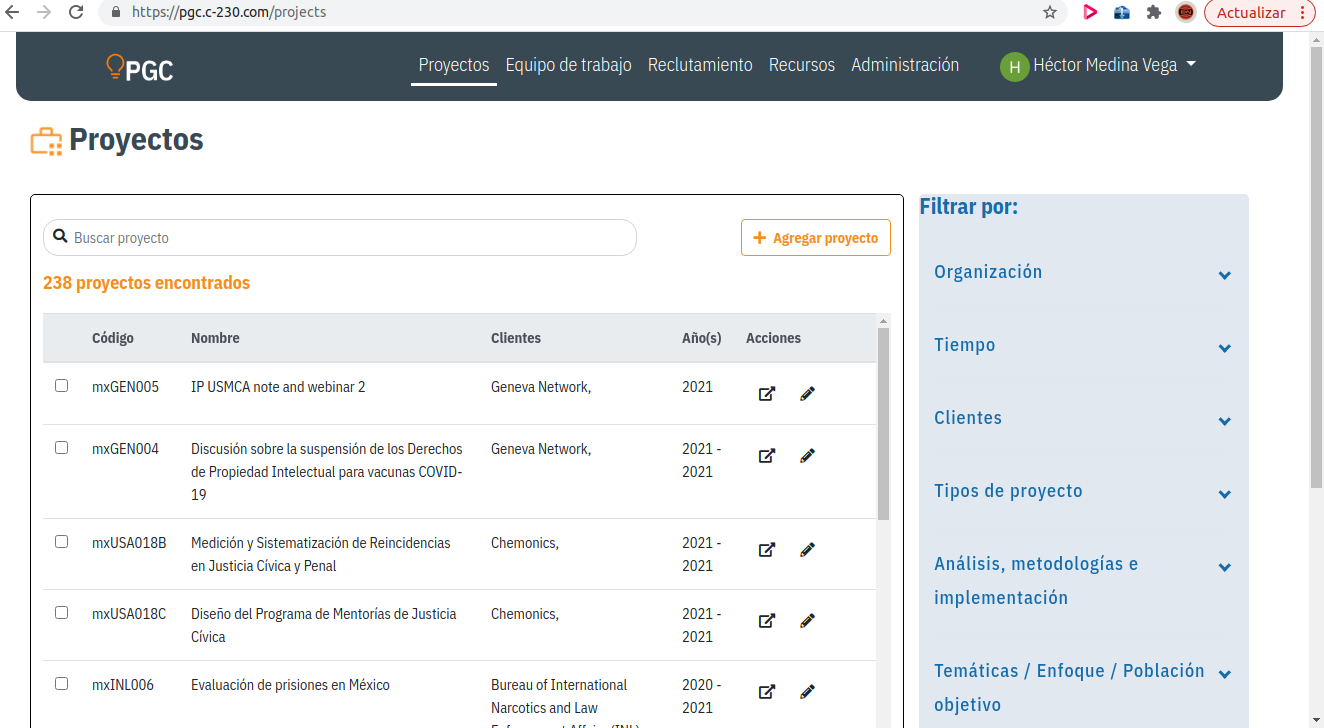 https://pgc.c-230.com/projects
Actualizar
PGC
Proyectos Equipo de trabajo Reclutamiento Recursos Administración
H Héctor Medina Vega
Proyectos
Buscar proyecto
Agregar proyecto
238 proyectos encontrados
Código Nombre Clientes Año(s) Acciones
mxGEN005 IP USMCA note and webinar 2 Geneva Network, 2021
mxGEN004 Discusión sobre la suspensión de los Derechos Geneva Network, 2021 -
de Propiedad Intelectual para vacunas COVID- 2021
19
mxUSA018B Medición y Sistematización de Reincidencias Chemonics, 2021 -
en Justicia Cívica y Penal 2021
mxUSA018C Diseño del Programa de Mentorías de Justicia Chemonics, 2021 -
Cívica 2021
mxINL006 Evaluación de prisiones en México Bureau of International 2020 -
Narcotics and Law 2021
Filtrar por:
Organización
Tiempo
Clientes
Tipos de proyecto
Análisis, metodologías e
implementación
Temáticas / Enfoque / Población
objetivo